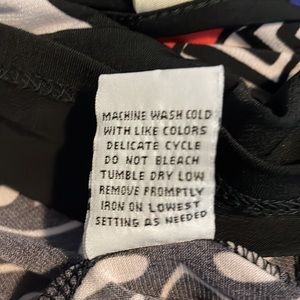 MACHINE WASH COLD
WITH LIKE COLORS
DELICATE CYCLE
DO NOT BLEACH
TUMBLE DRY LOW
REMOVE PROMPTLY
IRON ON LOWEST
SETTING AS NEEDED